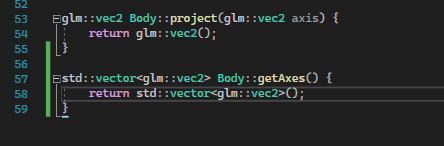 52
53 glm::vec2 Body::project(glm::vec2 axis) {
54 return glm::vec2();
55 }
56
57 std::vector<glm::vec2> Body::getAxes() {
58 return std::vector<glm::vec2>();
59 }